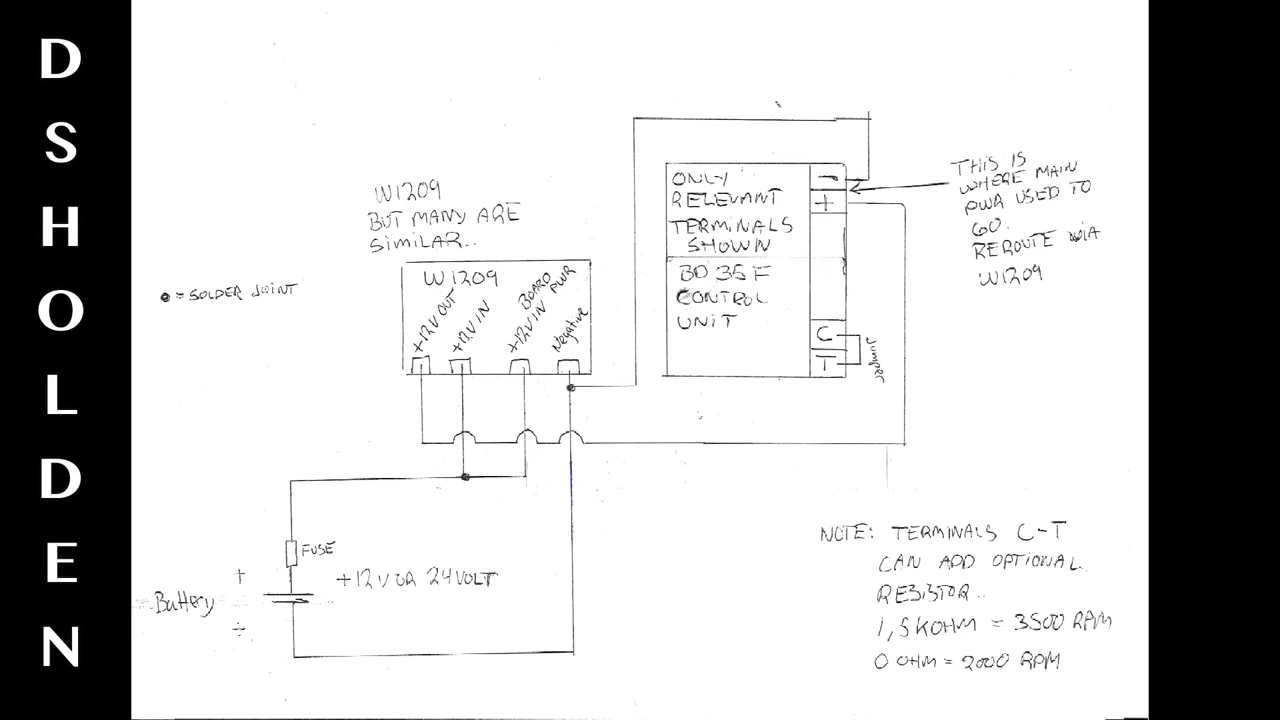 DSHOLDEN
W1209
BUT MANY ARE
SIMILAR..
= SOLDER JOINT
W1209
+12V OUT
+12V IN
BOARD PWR
+12V IN
Negative
ONLY
RELEVANT
TERMINALS
SHOWN
BD35F
CONTROL
UNIT
-
+
C
T
Jumper
THIS IS
WHERE MAIN
PWR USED TO
GO.
REROUTE VIA
W1209
FUSE
+12V OR 24VOLT
+
Battery
÷
NOTE: TERMINALS C-T
CAN ADD OPTIONAL
RESISTOR..
1,5KOHM = 3500 RPM
0 OHM = 2000 RPM